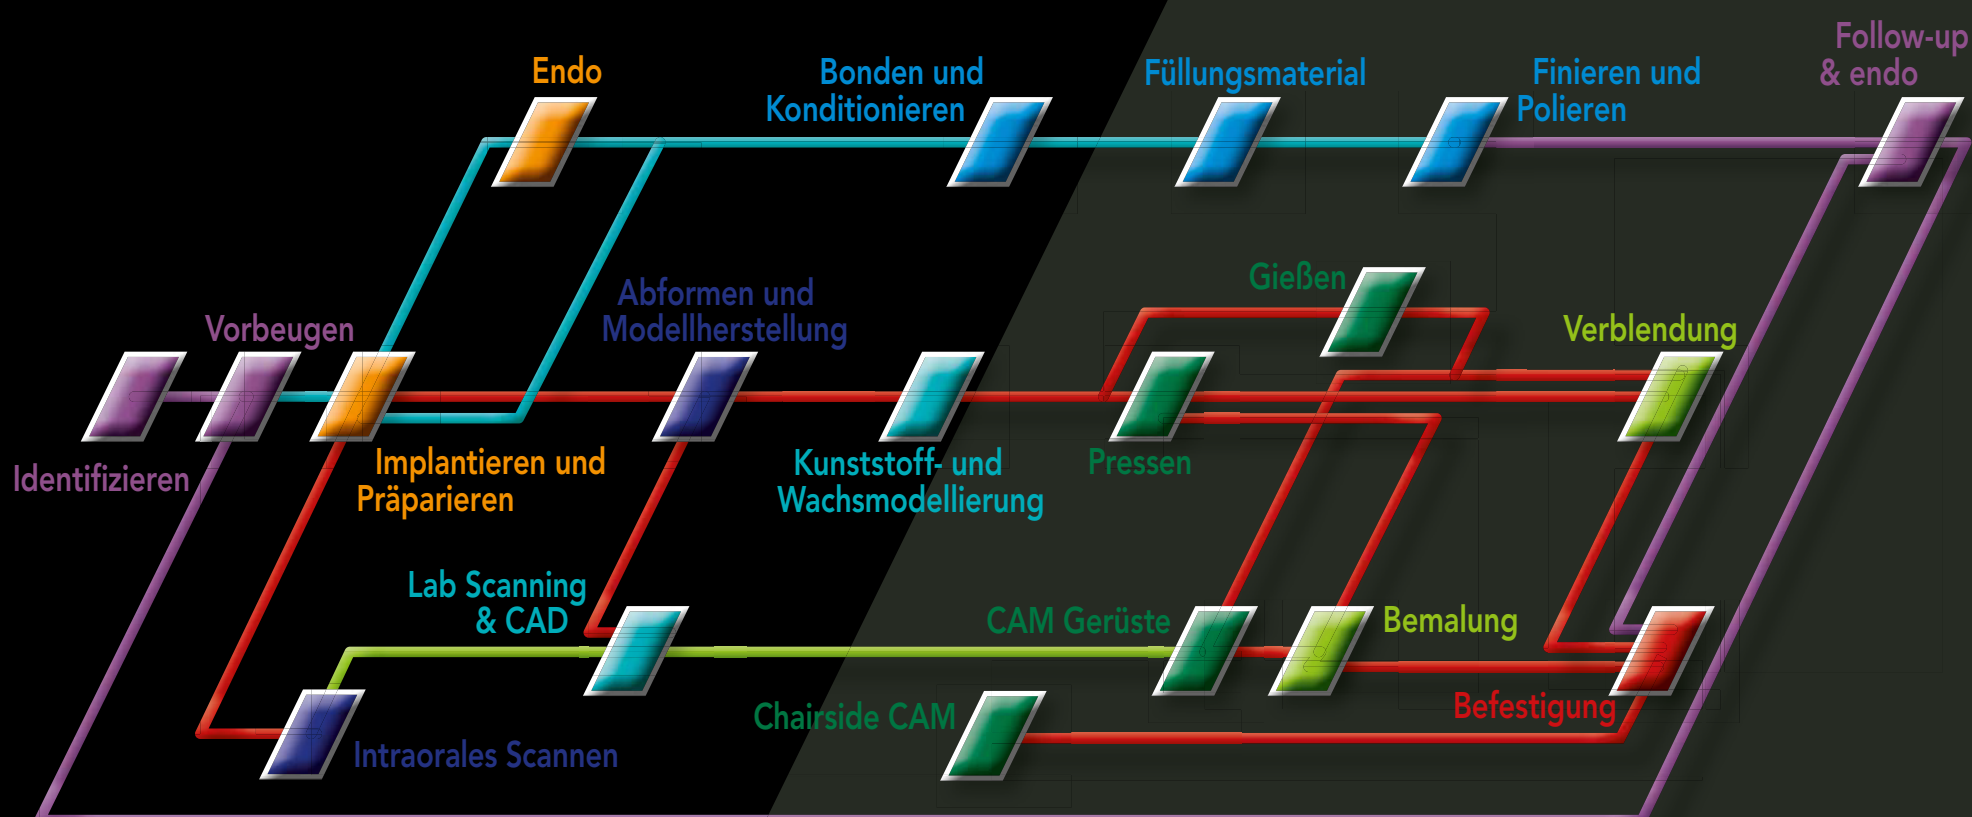 Follow-up
& endo
Endo
Bonden und
Konditionieren
Füllungsmaterial
Finieren und
Polieren
Gießen
Abformen und
Modellherstellung
Vorbeugen
Verblendung
Identifizieren
Implantieren und
Präparieren
Kunststoff- und
Wachsmodellierung
Pressen
Lab Scanning
& CAD
CAM Gerüste
Bemalung
Befestigung
Chairside CAM
Intraorales Scannen